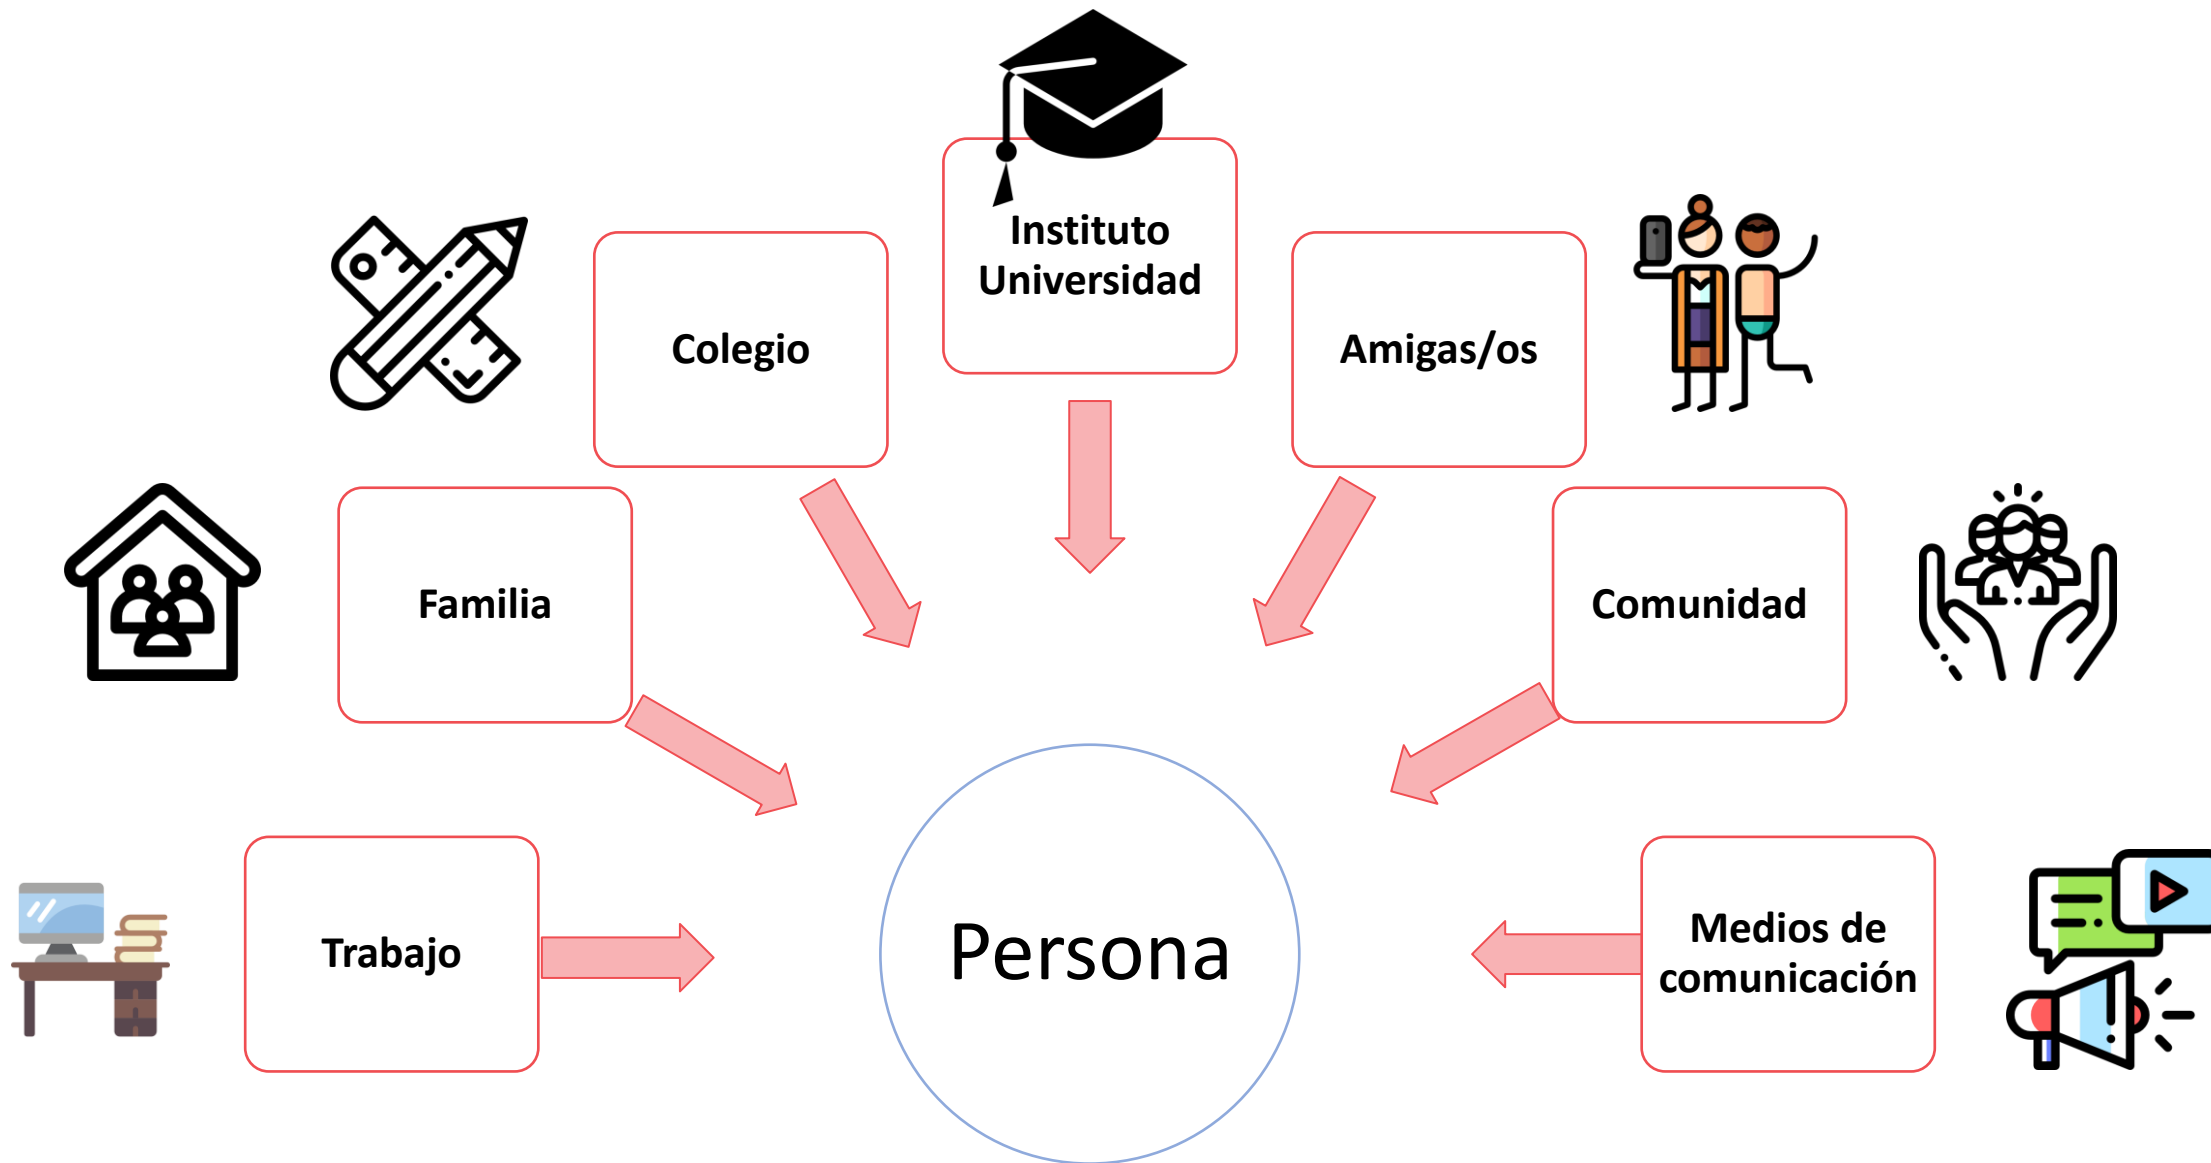 Instituto
Universidad
Colegio
Amigas/os
Familia
Comunidad
Trabajo
Persona
Medios de
comunicación